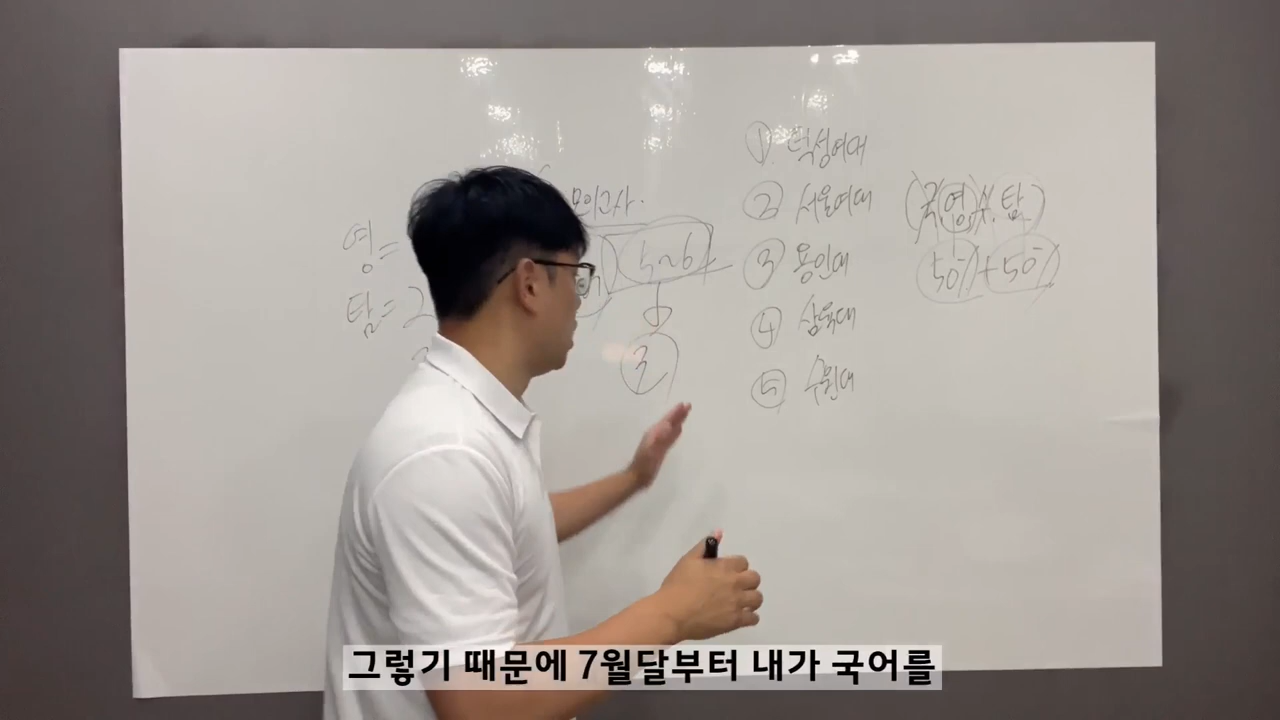 모의고사.
영=
탐= 2
5~6
3
① 덕성여대
② 서울여대
③ 용인대
④ 삼육대
⑤ 수원대
(국,영,수,탐)
50%+50%
그렇기 때문에 7월달부터 내가 국어를